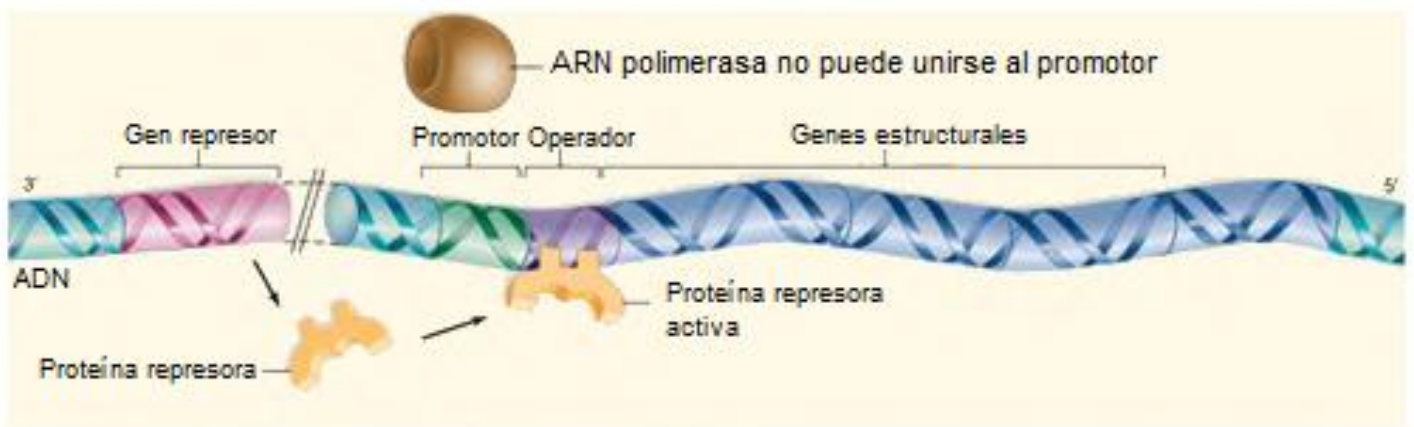 ARN polimerasa no puede unirse al promotor
Gen represor
Promotor
Operador
Genes estructurales
3'
5'
ADN
Proteína represora
activa
Proteína represora